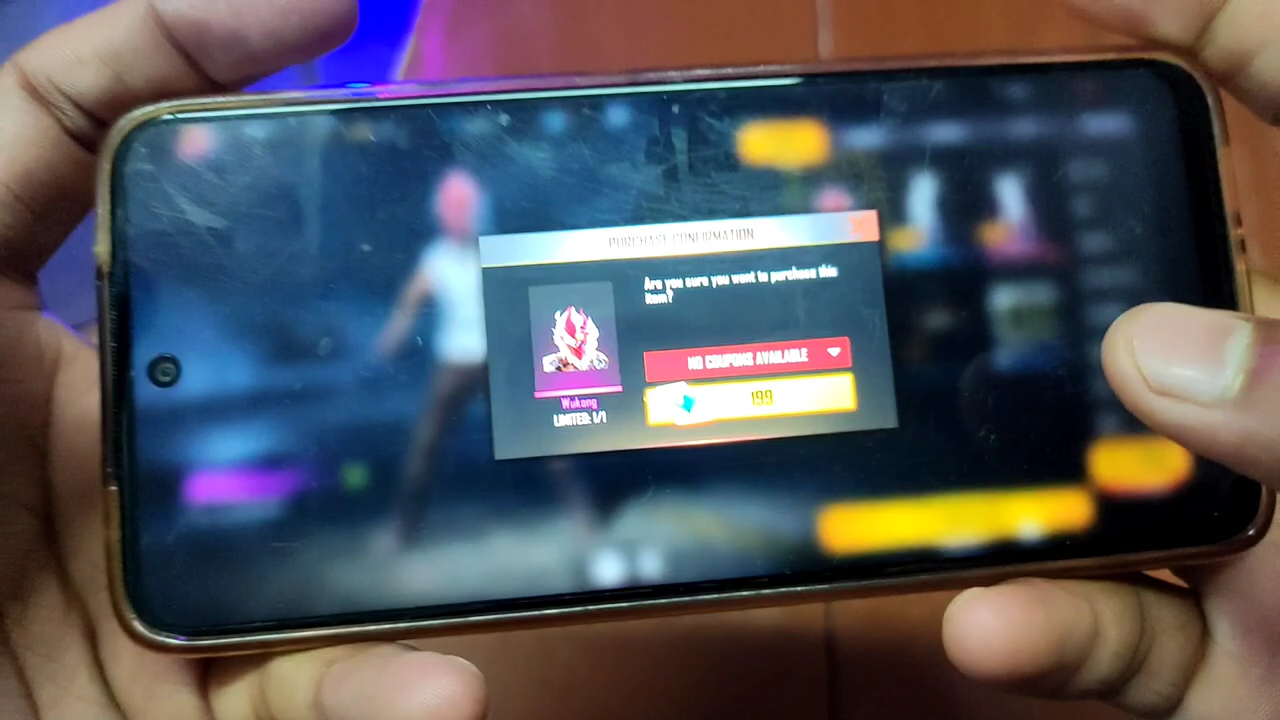 PURCHASE CONFIRMATION
Are you sure you want to purchase this
item?
NO COUPONS AVAILABLE
199
Wukong
LIMITED: 1/1